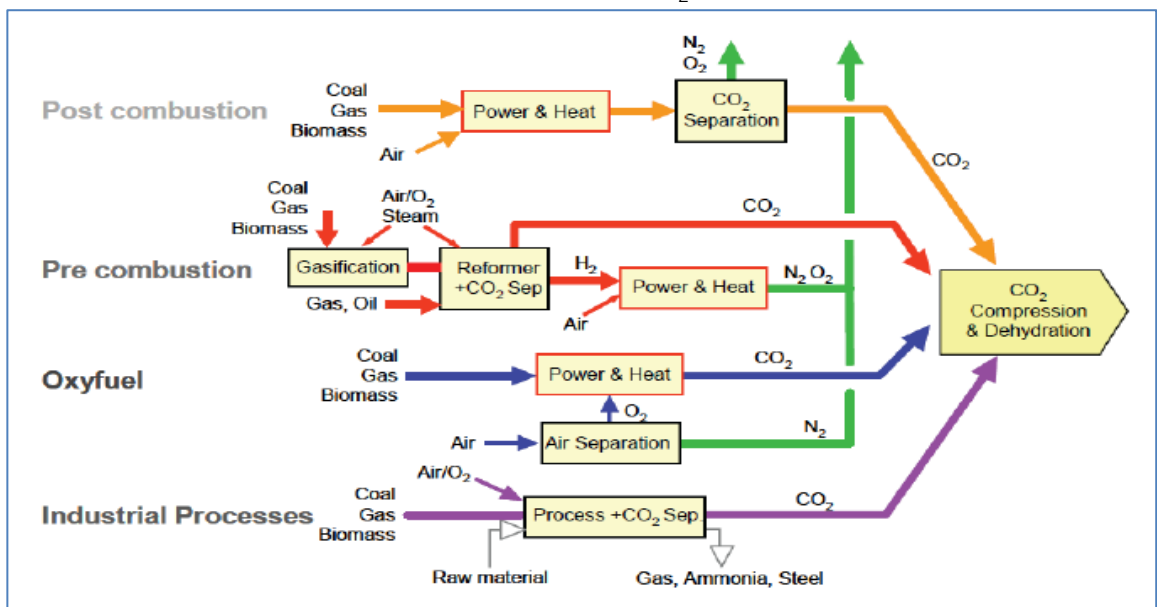 2
N2
O2
Post combustion
Coal
Gas
Biomass
Air
Power & Heat
CO2
Separation
CO2
Pre combustion
Coal
Gas
Biomass
Air/O2
Steam
Gasification
Gas, Oil
Reformer
+CO2 Sep
H2
Air
Power & Heat
CO2
N2 O2
CO2
Compression
& Dehydration
Oxyfuel
Coal
Gas
Biomass
Power & Heat
CO2
O2
Air
Air Separation
N2
Industrial Processes
Air/O2
Coal
Gas
Biomass
Process +CO2 Sep.
CO2
Raw material
Gas, Ammonia, Steel